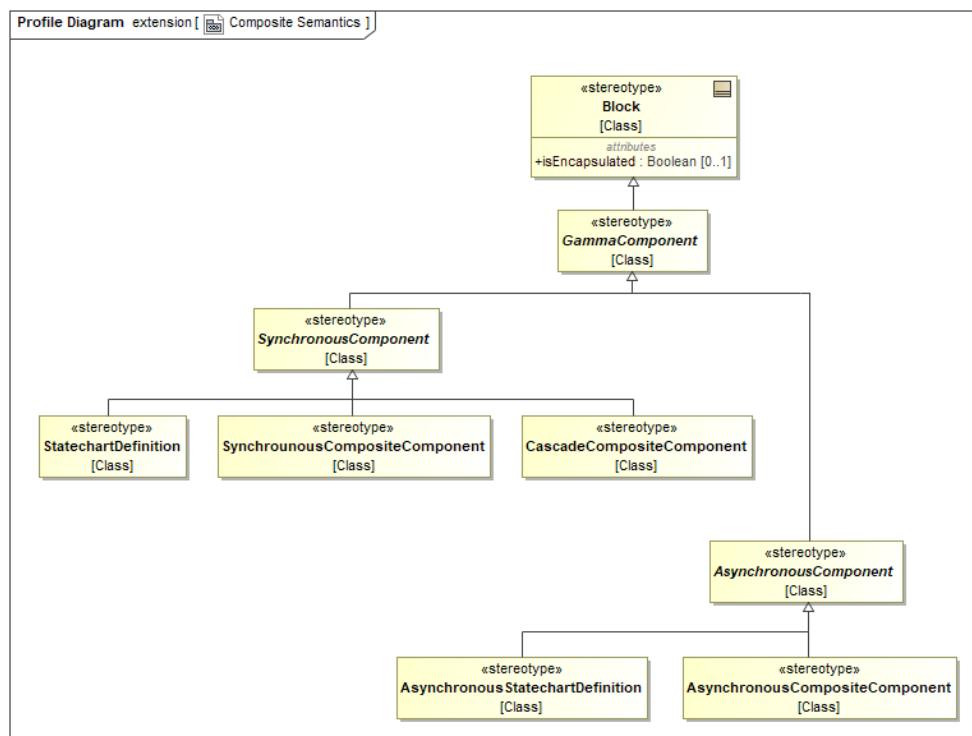 Profile Diagram extension [ Composite Semantics ]
«stereotype»
Block
[Class]
attributes
+isEncapsulated : Boolean [0..1]
«stereotype»
GammaComponent
[Class]
«stereotype»
SynchronousComponent
[Class]
«stereotype»
StatechartDefinition
[Class]
«stereotype»
SynchrounousCompositeComponent
[Class]
«stereotype»
CascadeCompositeComponent
[Class]
«stereotype»
AsynchronousComponent
[Class]
«stereotype»
AsynchronousStatechartDefinition
[Class]
«stereotype»
AsynchronousCompositeComponent
[Class]